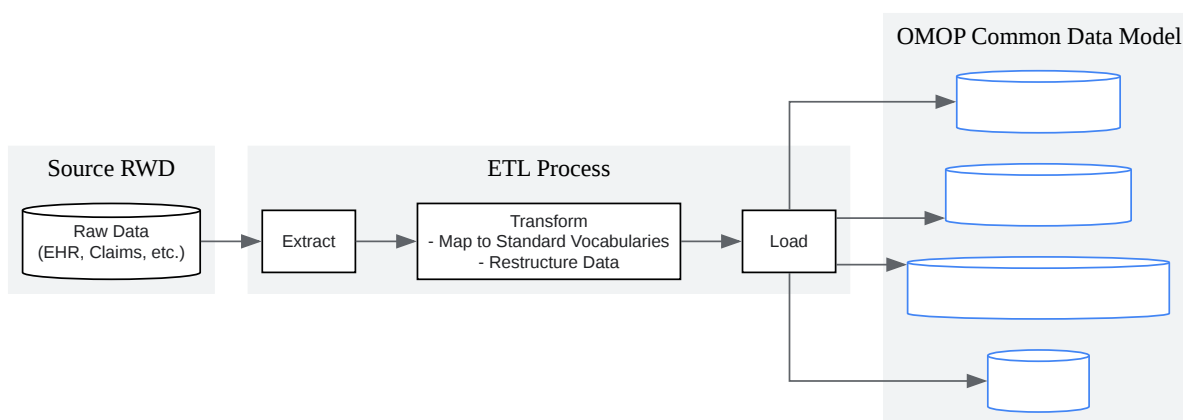 OMOP Common Data Model
Source RWD
ETL Process
Raw Data
(EHR, Claims, etc.)
Extract
Transform
- Map to Standard Vocabularies
- Restructure Data
Load